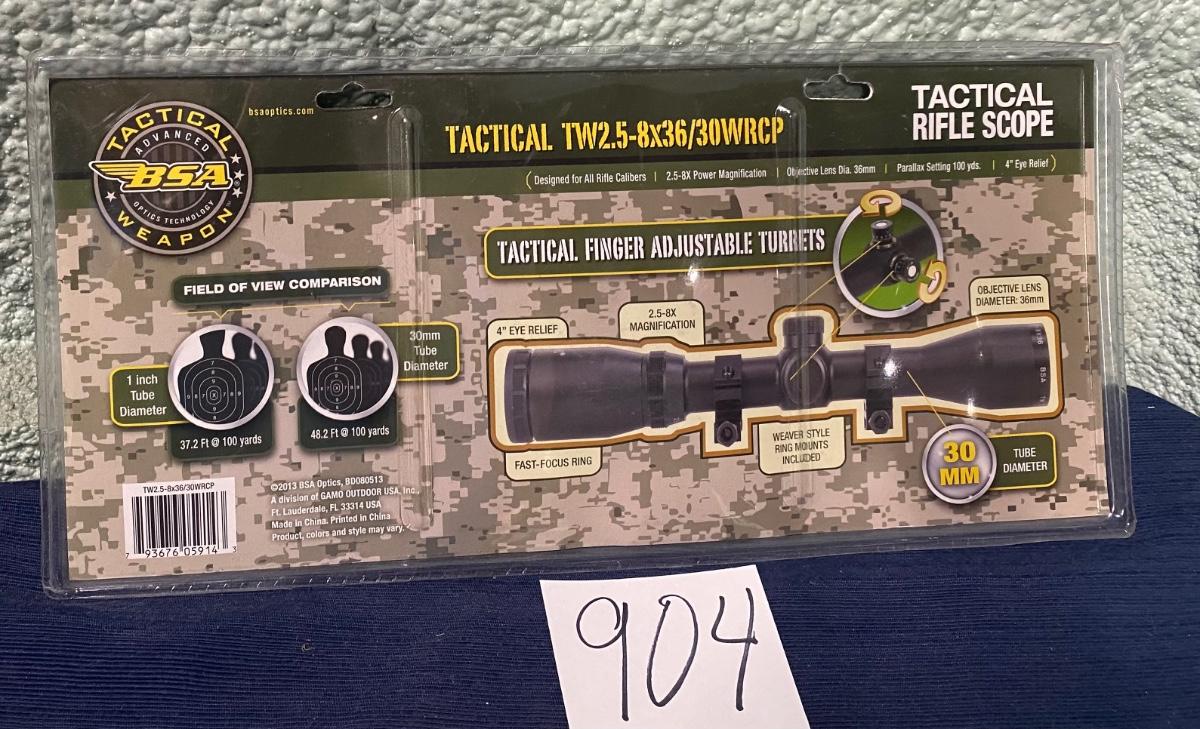 TACTICAL
ADVANCED
BSA
OPTICS TECHNOLOGY
WEAPON
bsaoptics.com
TACTICAL TW2.5-8x36/30WRCP
TACTICAL
RIFLE SCOPE
Designed for All Rifle Calibers | 2.5-8X Power Magnification | Objective Lens Dia. 36mm | Parallax Setting 100 yds. | 4" Eye Relief
TACTICAL FINGER ADJUSTABLE TURRETS
FIELD OF VIEW COMPARISON
1 inch
Tube
Diameter
37.2 Ft @ 100 yards
30mm
Tube
Diameter
48.2 Ft @ 100 yards
4" EYE RELIEF
2.5-8X
MAGNIFICATION
OBJECTIVE LENS
DIAMETER: 36mm
BSA
FAST-FOCUS RING
WEAVER STYLE
RING MOUNTS
INCLUDED
30
MM
TUBE
DIAMETER
TW2.5-8x36/30WRCP
7 93676 05914 3
©2013 BSA Optics, BD080513
A division of GAMO OUTDOOR USA, Inc.,
Ft. Lauderdale, FL 33314 USA
Made in China. Printed in China
Product, colors and style may vary.
904